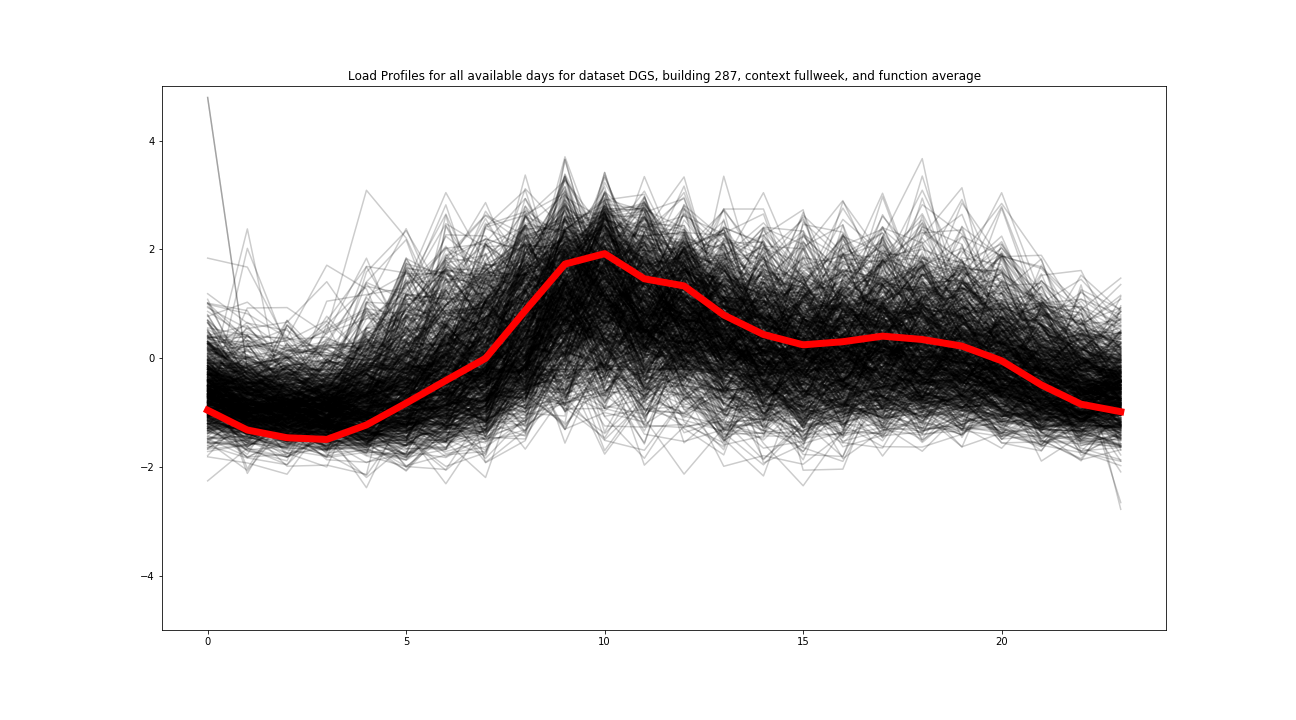 Load Profiles for all available days for dataset DGS, building 287, context fullweek, and function average
4
2
0
−2
−4
0 5 10 15 20